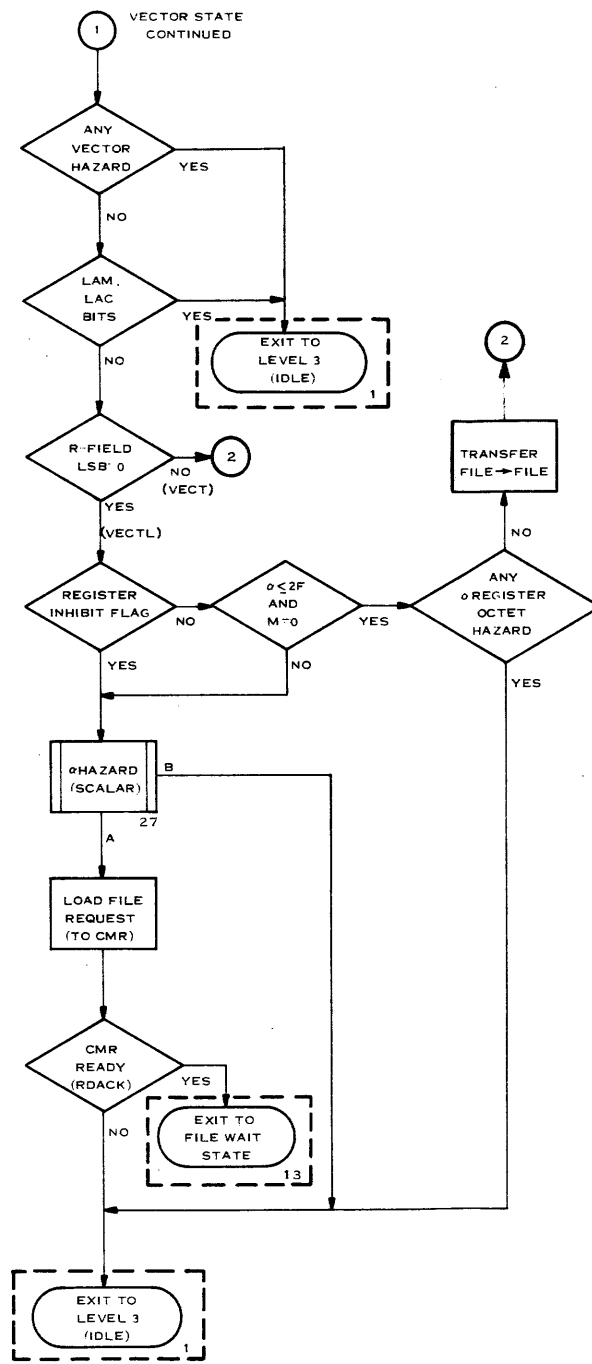 1
VECTOR STATE
CONTINUED
ANY
VECTOR
HAZARD
YES
NO
LAM,
LAC
BITS
YES
NO
EXIT TO
LEVEL 3
(IDLE)
1
2
TRANSFER
FILE→FILE
NO
R-FIELD
LSB=0
NO
(VECT)
2
YES
(VECTL)
REGISTER
INHIBIT FLAG
NO
α≤2F
AND
M=0
YES
ANY
α REGISTER
OCTET
HAZARD
YES
NO
YES
αHAZARD
(SCALAR)
B
27
A
LOAD FILE
REQUEST
(TO CMR)
CMR
READY
(RDACK)
YES
NO
EXIT TO
FILE WAIT
STATE
13
EXIT TO
LEVEL 3
(IDLE)
1